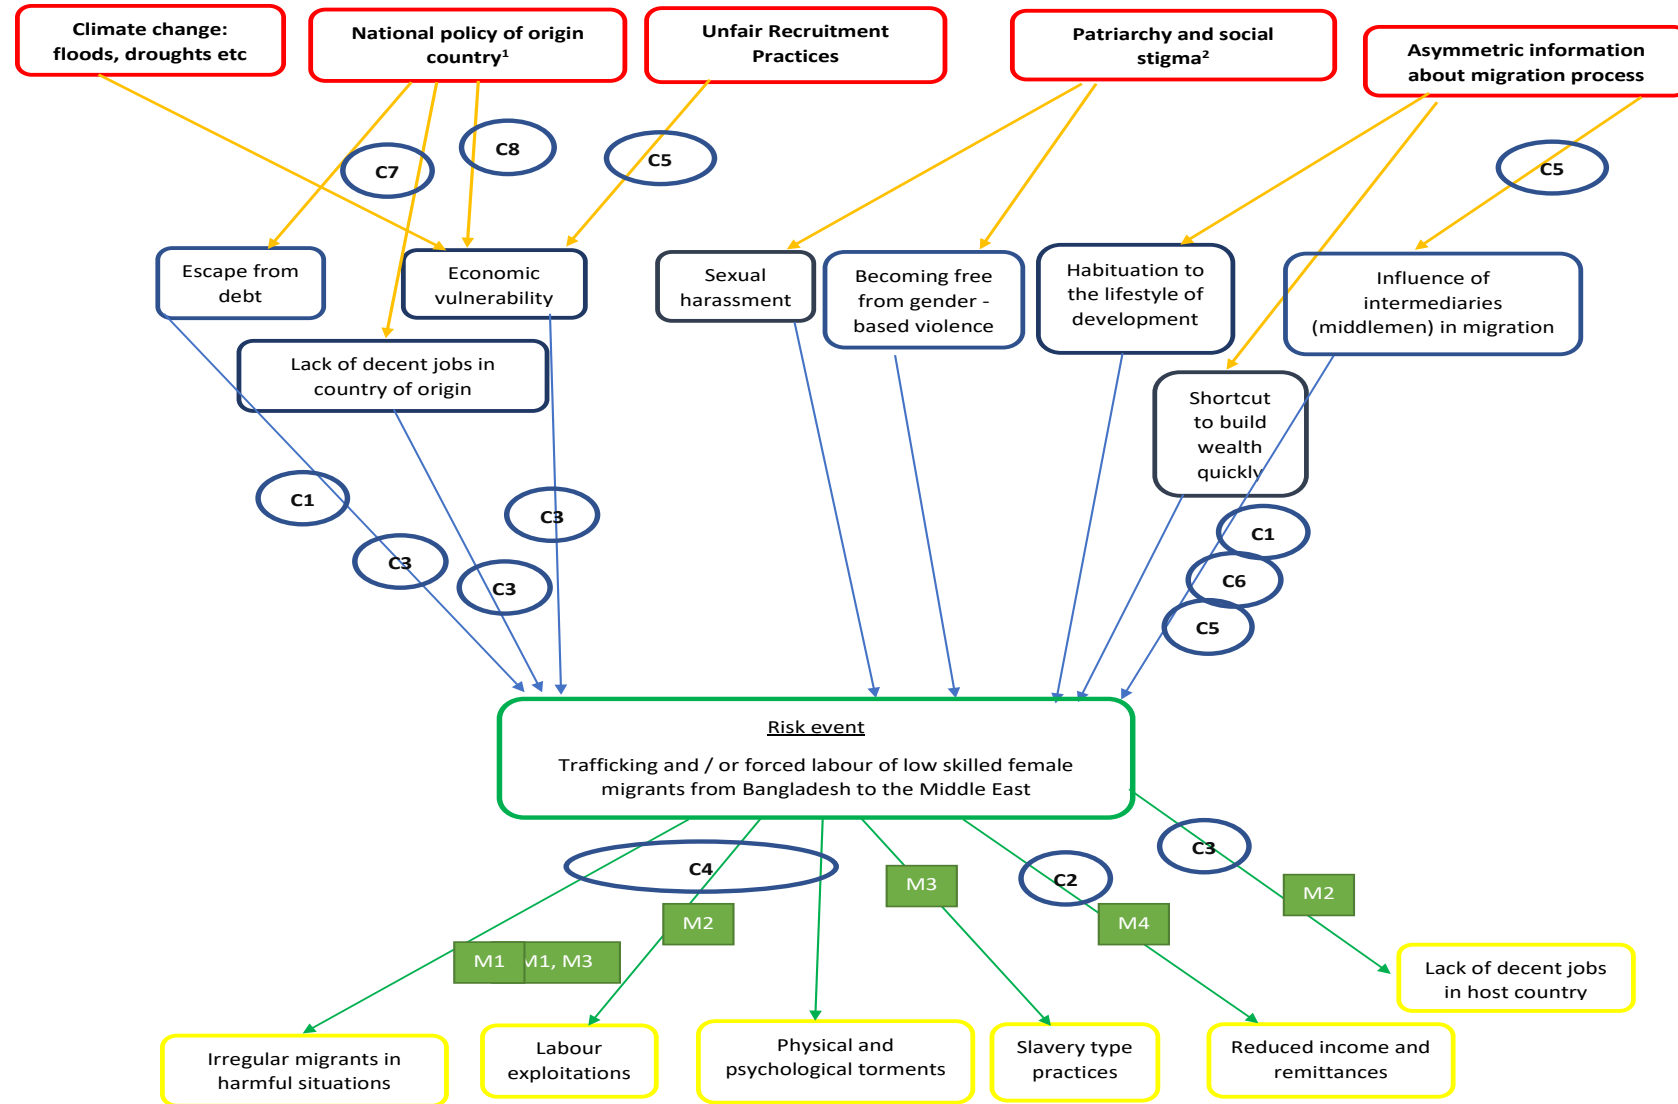 Climate change:
floods, droughts etc
National policy of origin
country¹
Unfair Recruitment
Practices
Patriarchy and social
stigma²
Asymmetric information
about migration process
C7
C8
C5
C5
Escape from
debt
Economic
vulnerability
Sexual
harassment
Becoming free
from gender -
based violence
Habituation to
the lifestyle of
development
Influence of
intermediaries
(middlemen) in migration
Lack of decent jobs in
country of origin
Shortcut
to build
wealth
quickly
C1
C3
C3
C3
C1
C6
C5
Risk event
Trafficking and / or forced labour of low skilled female
migrants from Bangladesh to the Middle East
C4
C2
C3
M3
M2
M2
M4
M1
M1, M3
Lack of decent jobs
in host country
Irregular migrants in
harmful situations
Labour
exploitations
Physical and
psychological torments
Slavery type
practices
Reduced income and
remittances